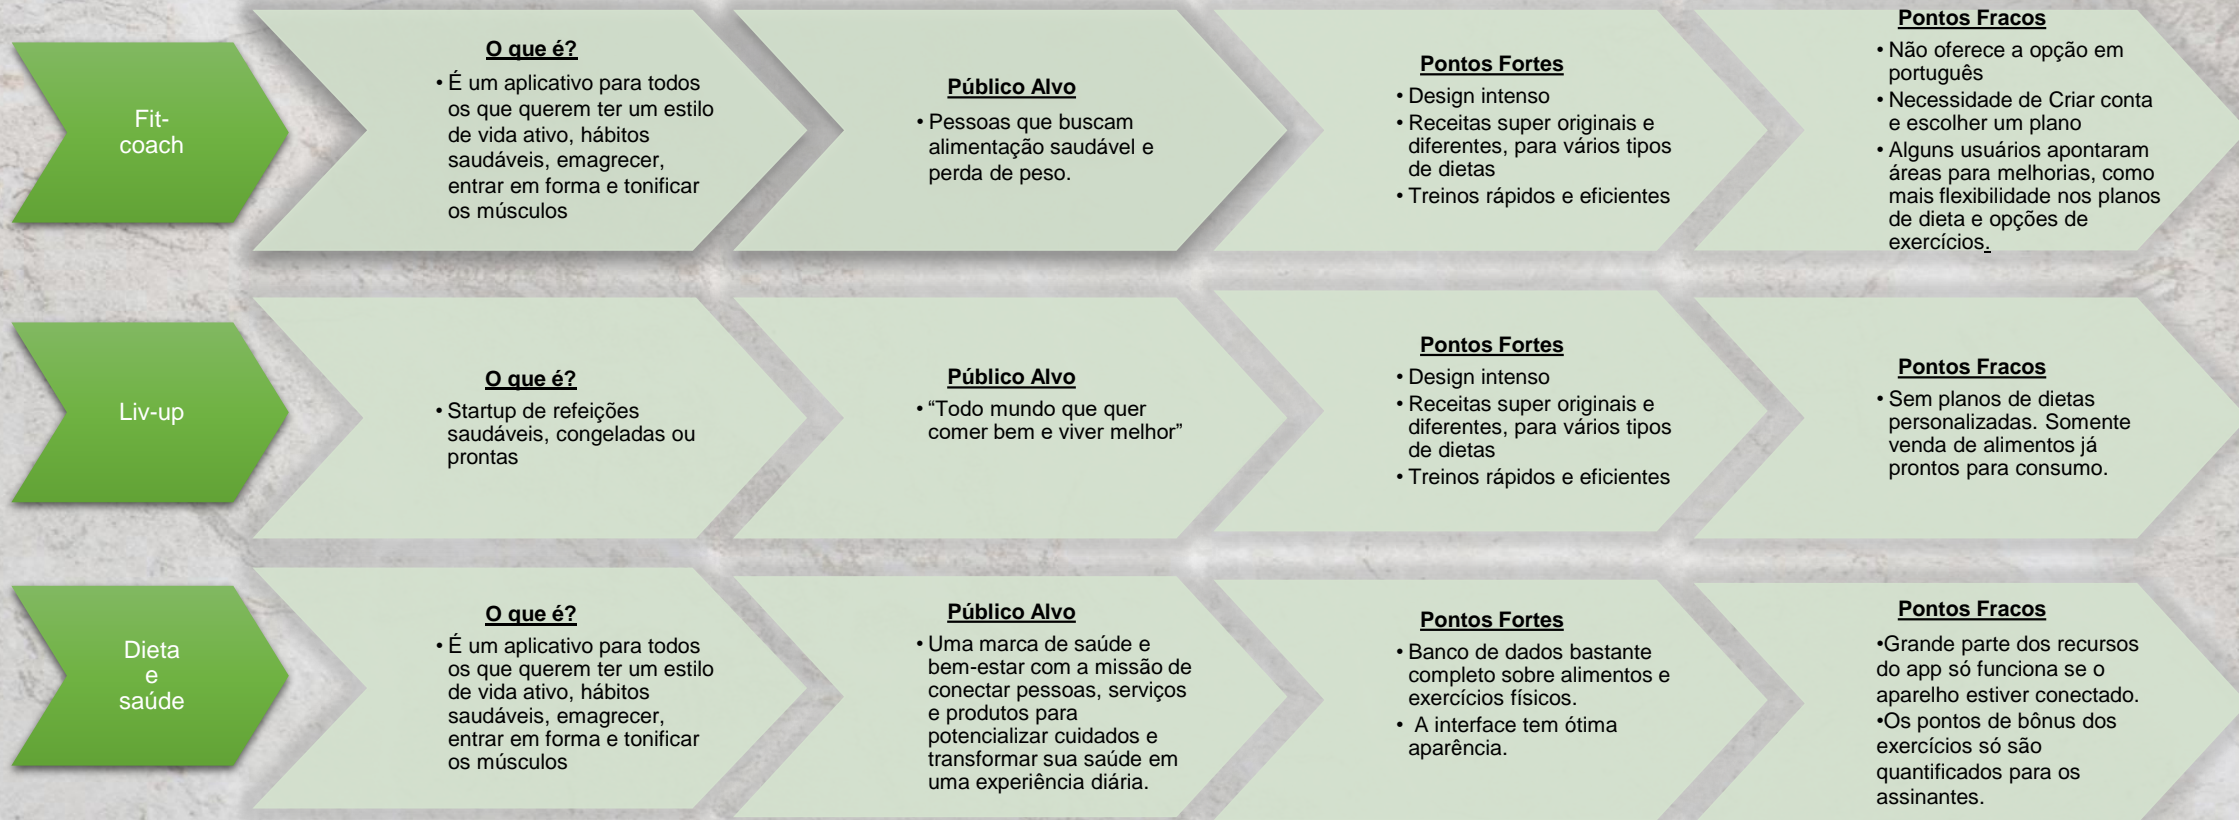 Fit-
coach
O que é?
• É um aplicativo para todos
os que querem ter um estilo
de vida ativo, hábitos
saudáveis, emagrecer,
entrar em forma e tonificar
os músculos
Público Alvo
• Pessoas que buscam
alimentação saudável e
perda de peso.
Pontos Fortes
• Design intenso
• Receitas super originais e
diferentes, para vários tipos
de dietas
• Treinos rápidos e eficientes
Pontos Fracos
• Não oferece a opção em
português
• Necessidade de Criar conta
e escolher um plano
• Alguns usuários apontaram
áreas para melhorias, como
mais flexibilidade nos planos
de dieta e opções de
exercícios.
Liv-up
O que é?
• Startup de refeições
saudáveis, congeladas ou
prontas
Público Alvo
• “Todo mundo que quer
comer bem e viver melhor”
Pontos Fortes
• Design intenso
• Receitas super originais e
diferentes, para vários tipos
de dietas
• Treinos rápidos e eficientes
Pontos Fracos
• Sem planos de dietas
personalizadas. Somente
venda de alimentos já
prontos para consumo.
Dieta
e
saúde
O que é?
• É um aplicativo para todos
os que querem ter um estilo
de vida ativo, hábitos
saudáveis, emagrecer,
entrar em forma e tonificar
os músculos
Público Alvo
• Uma marca de saúde e
bem-estar com a missão de
conectar pessoas, serviços
e produtos para
potencializar cuidados e
transformar sua saúde em
uma experiência diária.
Pontos Fortes
• Banco de dados bastante
completo sobre alimentos e
exercícios físicos.
• A interface tem ótima
aparência.
Pontos Fracos
•Grande parte dos recursos
do app só funciona se o
aparelho estiver conectado.
•Os pontos de bônus dos
exercícios só são
quantificados para os
assinantes.